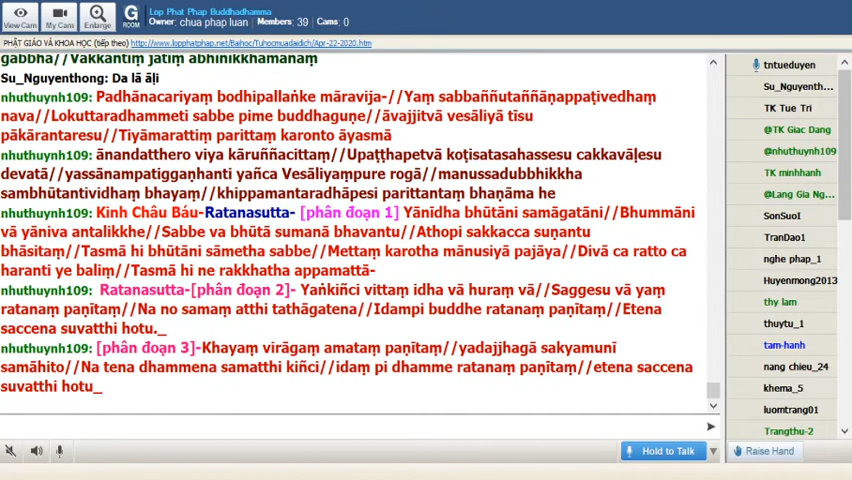 Lop Phat Phap Buddhadhamma
Owner: chua phap luan Members: 39 Cams: 0
View Cam
My Cam
Enlarge
G
ROOM
PHẬT GIÁO VÀ KHOA HỌC (tiếp theo) http://www.lopphatphap.net/Baihoc/Tuhocmuadaidich/Apr-22-2020.htm
gabbha//Vakkantiṃ jātiṃ abhinikkhamanaṃ
Su_Nguyenthong: Da lā āḷi
nhuthuynh109: Padhānacariyaṃ bodhipallaṅke māravija-//Yaṃ sabbaññutaññāṇappaṭivedhaṃ
nava//Lokuttaradhammeti sabbe pime buddhaguṇe//āvajjitvā vesāliyā tīsu
pākārantaresu//Tiyāmarattiṃ parittaṃ karonto āyasmā
ānandatthero viya kāruññacittaṃ//Upaṭṭhapetvā koṭisatasahassesu cakkavāḷesu
devatā//yassānampatiggaṇhanti yañca Vesāliyampure rogā//manussadubbhikkha
sambhūtantividhaṃ bhayaṃ//khippamantaradhāpesi parittantaṃ bhaṇāma he
nhuthuynh109: Kinh Châu Báu-Ratanasutta- [phân đoạn 1] Yānīdha bhūtāni samāgatāni//Bhummāni
vā yāniva antalikkhe//Sabbe va bhūtā sumanā bhavantu//Athopi sakkacca suṇantu
bhāsitaṃ//Tasmā hi bhūtāni sāmetha sabbe//Mettaṃ karotha mānusiyā pajāya//Divā ca ratto ca
haranti ye baliṃ//Tasmā hi ne rakkhatha appamattā-
nhuthuynh109: Ratanasutta-[phân đoạn 2]- Yaṅkiñci vittaṃ idha vā huraṃ vā//Saggesu vā yaṃ
ratanaṃ paṇītaṃ//Na no samaṃ atthi tathāgatena//Idampi buddhe ratanaṃ paṇītaṃ//Etena
saccena suvatthi hotu._
nhuthuynh109: [phân đoạn 3]-Khayaṃ virāgaṃ amataṃ paṇītaṃ//yadajjhagā sakyamunī
samāhito//Na tena dhammena samatthi kiñci//idaṃ pi dhamme ratanaṃ paṇītaṃ//etena saccena
suvatthi hotu_
tntueduyen
Su_Nguyenth...
TK Tue Tri
@TK Giac Dang
@nhuthuynh109
TK minhhanh
@Lang Gia Ng...
SonSuoI
TranDao1
nghe phap_1
Huyenmong2013
thy lam
thuytu_1
tam-hanh
nang chieu_24
khema_5
luomtrang01
Trangthu-2
Hold to Talk
Raise Hand